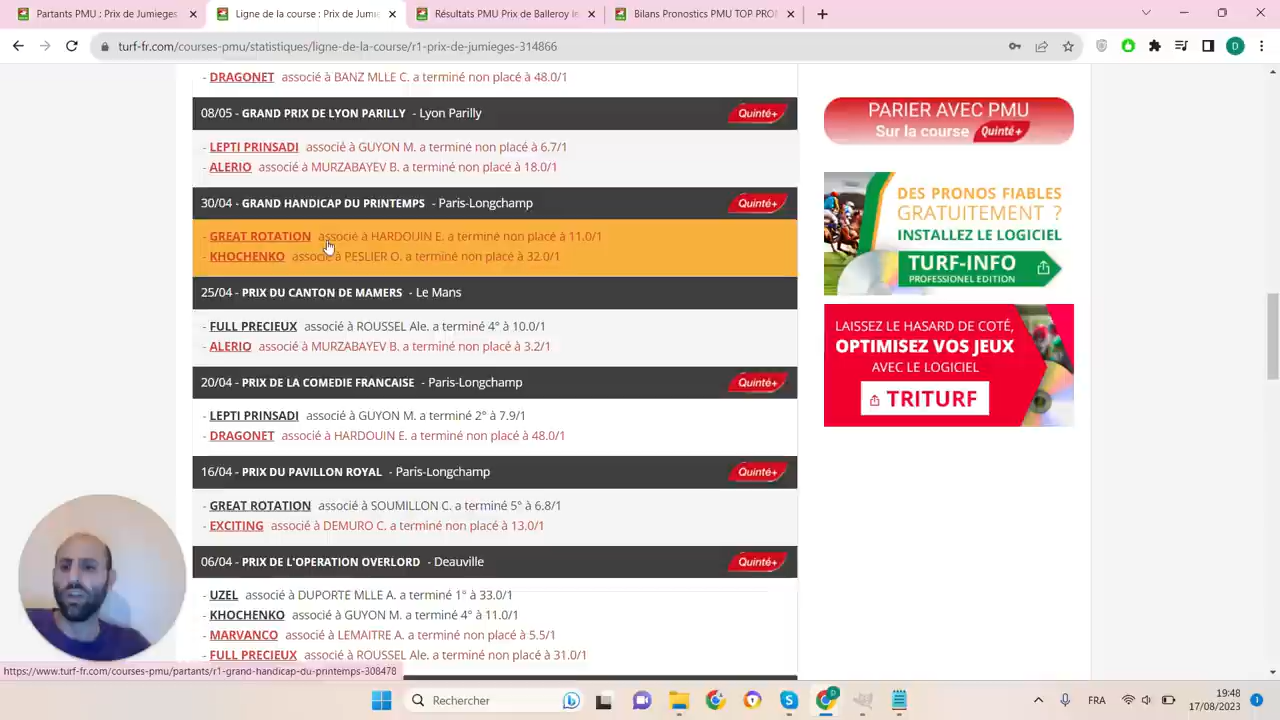 Prix de Jumieges
Ligne de Prix de Jumi
Résultats PMU Balleroy le
Bilans Pronostics PMU TOP PRO
turf-fr.com/courses-pmu/statistiques/ligne-de-la-course/r1-prix-de-jumieges-314866
D
- DRAGONET associé à BANZ MLLE C. a terminé non placé à 48.0/1
08/05 - GRAND PRIX DE LYON PARILLY - Lyon Parilly
Quinté+
- LEPTI PRINSADI associé à GUYON M. a terminé non placé à 6.7/1
- ALERIO associé à MURZABAYEV B. a terminé non placé à 18.0/1
30/04 - GRAND HANDICAP DU PRINTEMPS - Paris-Longchamp
Quinté+
- GREAT ROTATION associé à HARDOUIN E. a terminé non placé à 11.0/1
- KHOCHENKO associé à PESLIER O. a terminé non placé à 32.0/1
25/04 - PRIX DU CANTON DE MAMERS - Le Mans
- FULL PRECIEUX associé à ROUSSEL Ale. a terminé 4° à 10.0/1
- ALERIO associé à MURZABAYEV B. a terminé non placé à 3.2/1
20/04 - PRIX DE LA COMEDIE FRANCAISE - Paris-Longchamp
Quinté+
- LEPTI PRINSADI associé à GUYON M. a terminé 2° à 7.9/1
- DRAGONET associé à HARDOUIN E. a terminé non placé à 48.0/1
16/04 - PRIX DU PAVILLON ROYAL - Paris-Longchamp
Quinté+
- GREAT ROTATION associé à SOUMILLON C. a terminé 5° à 6.8/1
- EXCITING associé à DEMURO C. a terminé non placé à 13.0/1
06/04 - PRIX DE L'OPERATION OVERLORD - Deauville
Quinté+
- UZEL associé à DUPORTE MLLE A. a terminé 1° à 33.0/1
- KHOCHENKO associé à GUYON M. a terminé 4° à 11.0/1
- MARVANCO associé à LEMAITRE A. a terminé non placé à 5.5/1
- FULL PRECIEUX associé à ROUSSEL Ale. a terminé non placé à 31.0/1
PARIER AVEC PMU
Sur la course Quinté+
DES PRONOS FIABLES
GRATUITEMENT ?
INSTALLEZ LE LOGICIEL
TURF-INFO
PROFESSIONEL EDITION
LAISSEZ LE HASARD DE COTÉ,
OPTIMISEZ VOS JEUX
AVEC LE LOGICIEL
TRITURF
https://www.turf-fr.com/courses-pmu/partants/r1-grand-handicap-du-printemps-308478
Rechercher
FRA
19:48
17/08/2023